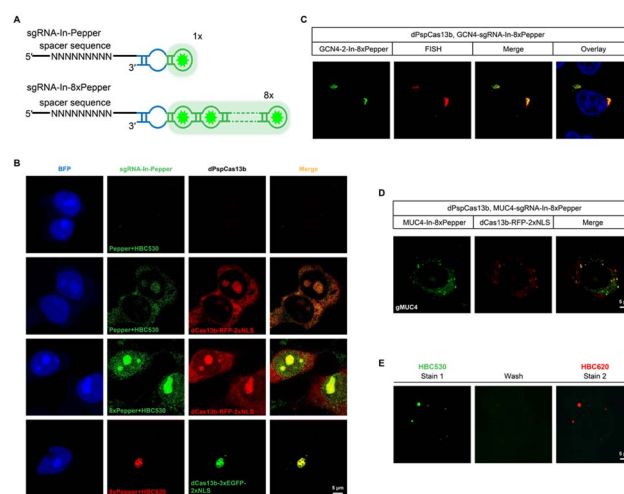 A
sgRNA-In-Pepper
spacer sequence
5' NNNNNNNNN
3'
1x
sgRNA-In-8xPepper
spacer sequence
5' NNNNNNNNN
3'
8x
B
BFP sgRNA-In-Pepper dPspCas13b Merge
Pepper+HBC530
Pepper+HBC530 dCas13b-RFP-2xNLS
8xPepper+HBC530 dCas13b-RFP-2xNLS
8xPepper+HBC620 dCas13b-3xEGFP-
2xNLS
5 μm
C
dPspCas13b, GCN4-sgRNA-In-8xPepper
GCN4-2-In-8xPepper FISH Merge Overlay
D
dPspCas13b, MUC4-sgRNA-In-8xPepper
MUC4-In-8xPepper dCas13b-RFP-2xNLS Merge
gMUC4
E
HBC530 HBC620
Stain 1 Wash Stain 2